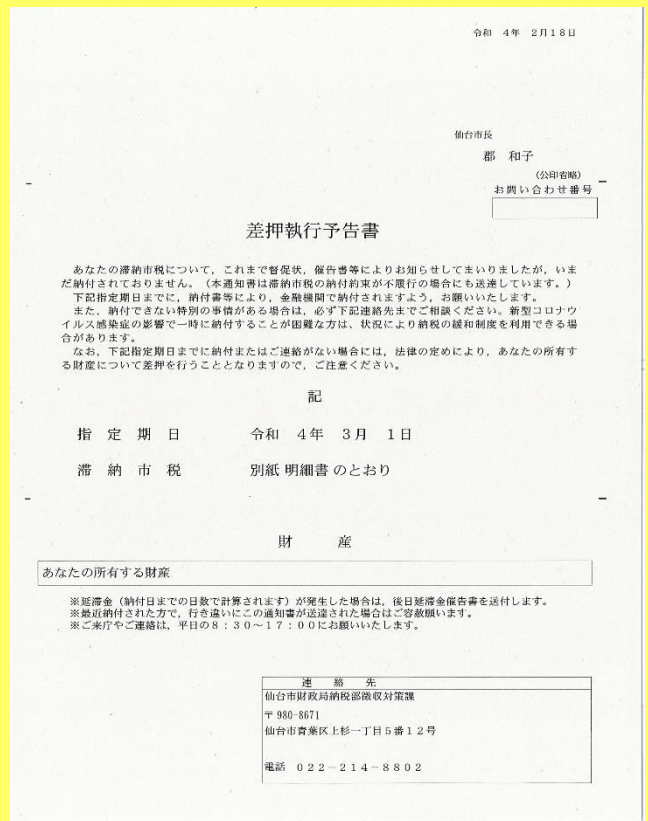 令和 4年 2月18日
仙台市長
郡 和子
(公印省略)
お問い合わせ番号
差押執行予告書
あなたの滞納市税について，これまで督促状，催告書等によりお知らせしてまいりましたが，いま
だ納付されておりません。（本通知書は滞納市税の納付約束が不履行の場合にも送達しています。）
下記指定期日までに，納付書等により，金融機関で納付されますよう，お願いいたします。
また，納付できない特別の事情がある場合は，必ず下記連絡先までご相談ください。新型コロナウ
イルス感染症の影響で一時に納付することが困難な方は，状況により納税の緩和制度を利用できる場
合があります。
なお，下記指定期日までに納付またはご連絡がない場合には，法律の定めにより，あなたの所有す
る財産について差押を行うこととなりますので，ご注意ください。
記
指定期日 令和 4年 3月 1日
滞納市税 別紙 明細書 のとおり
財産
あなたの所有する財産
※延滞金（納付日までの日数で計算されます）が発生した場合は，後日延滞金催告書を送付します。
※最近納付された方で，行き違いにこの通知書が送達された場合はご容赦願います。
※ご来庁やご連絡は，平日の8：30～17：00にお願いいたします。
連絡先
仙台市財政局納税部徴収対策課
〒980-8671
仙台市青葉区上杉一丁目5番12号
電話 022-214-8802